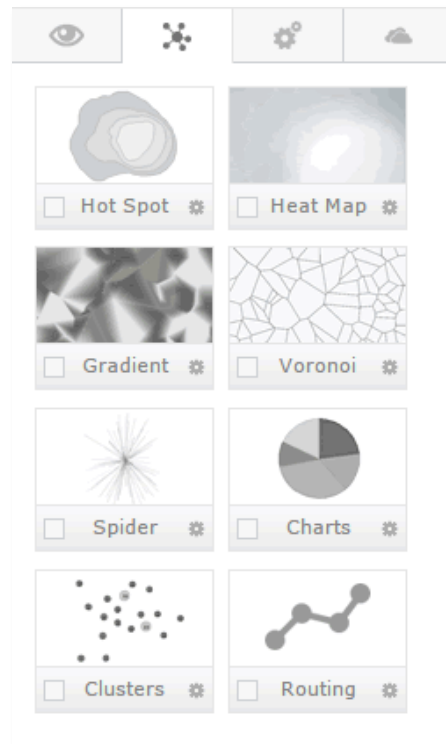 Hot Spot
Heat Map
Gradient
Voronoi
Spider
Charts
Clusters
Routing